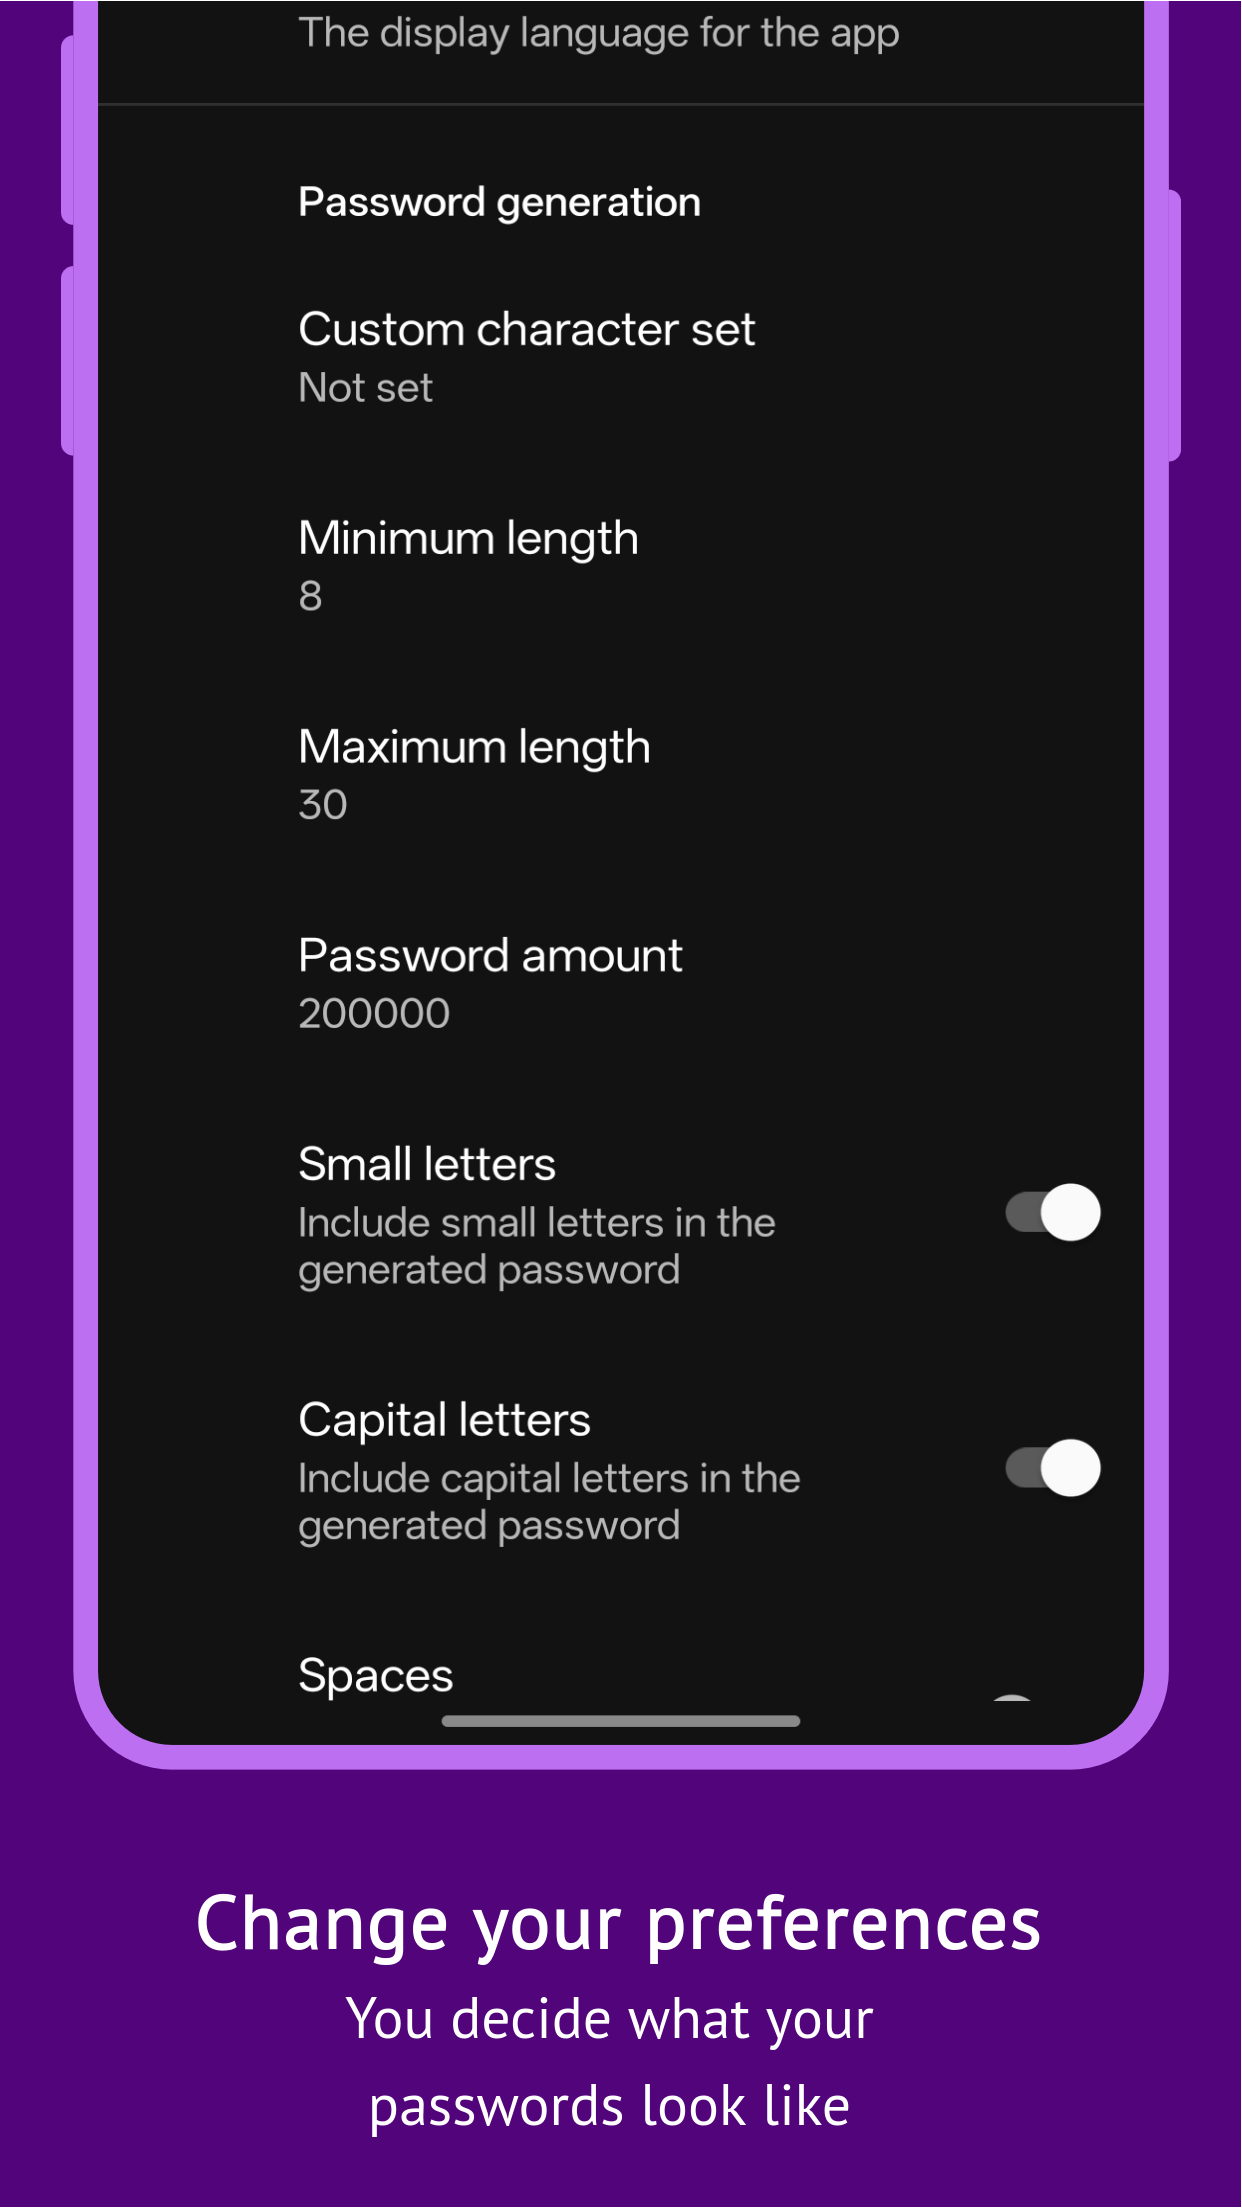 The display language for the app
Password generation
Custom character set
Not set
Minimum length
8
Maximum length
30
Password amount
200000
Small letters
Include small letters in the
generated password
Capital letters
Include capital letters in the
generated password
Spaces
Change your preferences
You decide what your
passwords look like